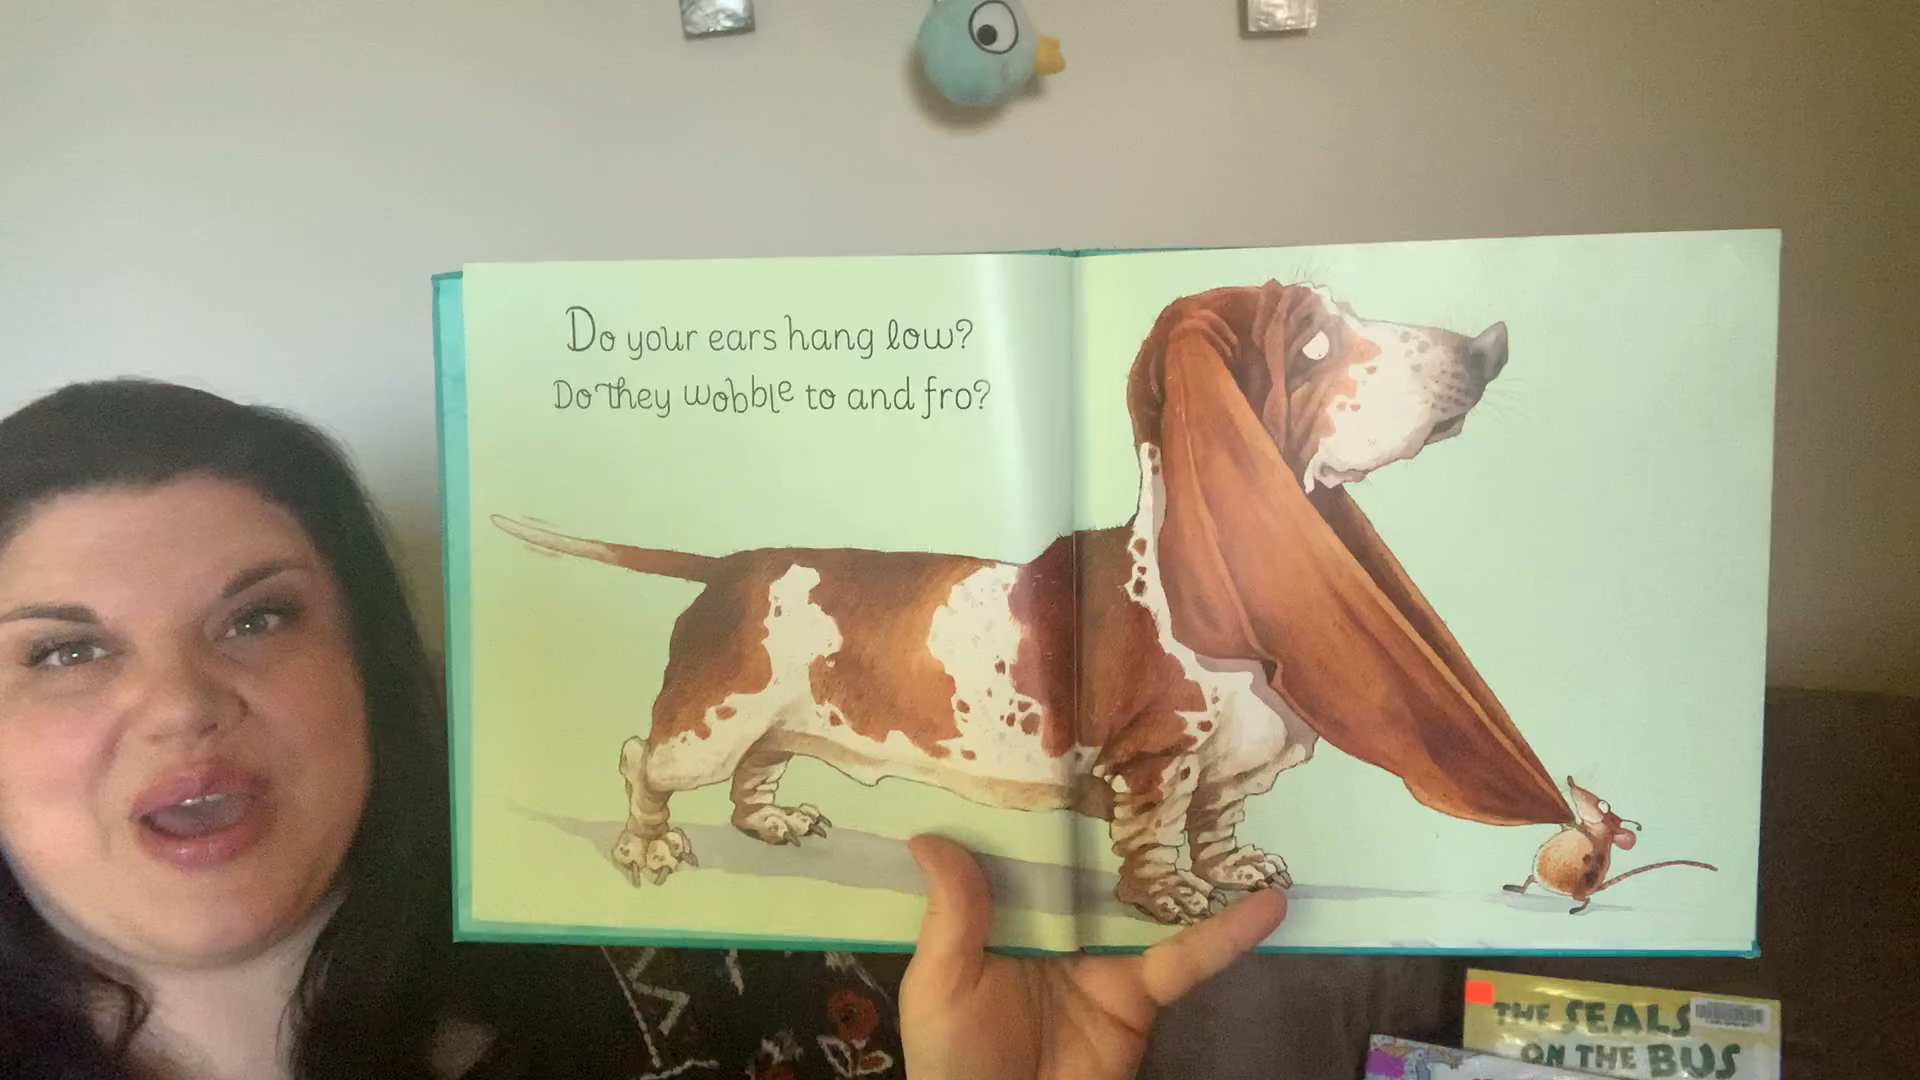 Do your ears hang low?
Do they wobble to and fro?
THE SEALS
ON THE BUS